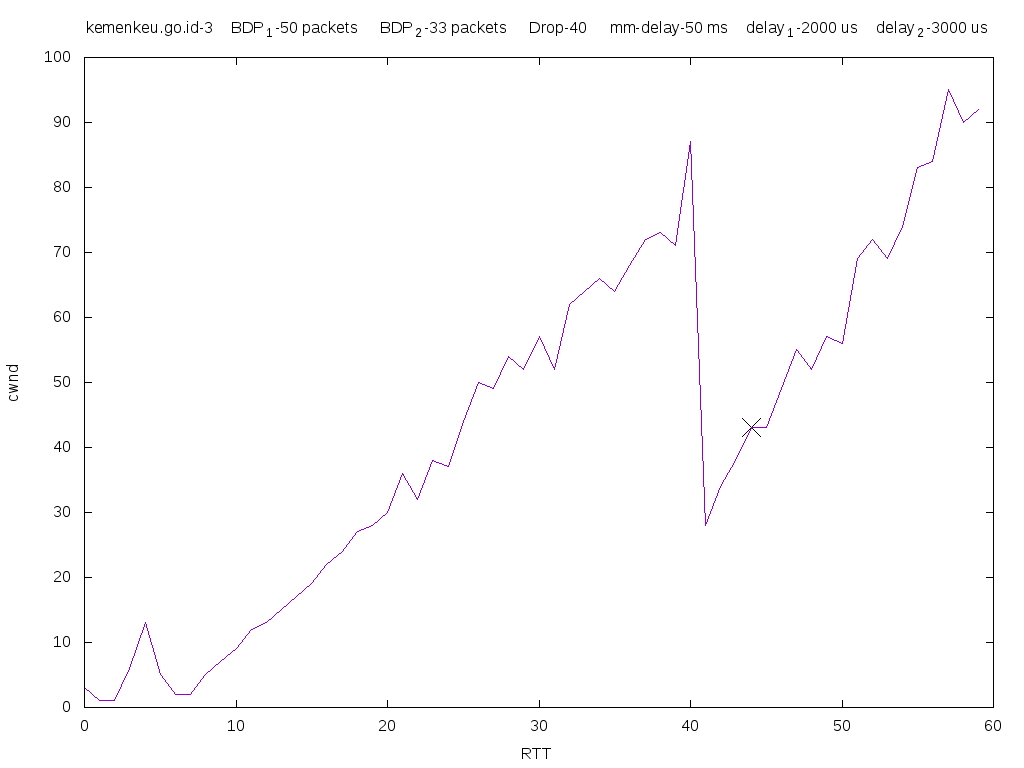 kemenkeu.go.id-3 BDP1-50 packets BDP2-33 packets Drop-40 mm-delay-50 ms delay1-2000 us delay2-3000 us
100
90
80
70
60
50
40
30
20
10
0
cwnd
0 10 20 30 40 50 60
RTT